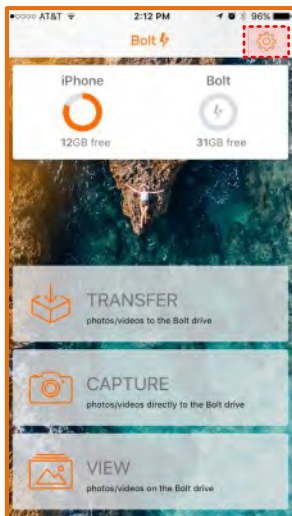 AT&T 2:12 PM 96%
Bolt
iPhone Bolt
12GB free 31GB free
TRANSFER
photos/videos to the Bolt drive
CAPTURE
photos/videos directly to the Bolt drive
VIEW
photos/videos on the Bolt drive